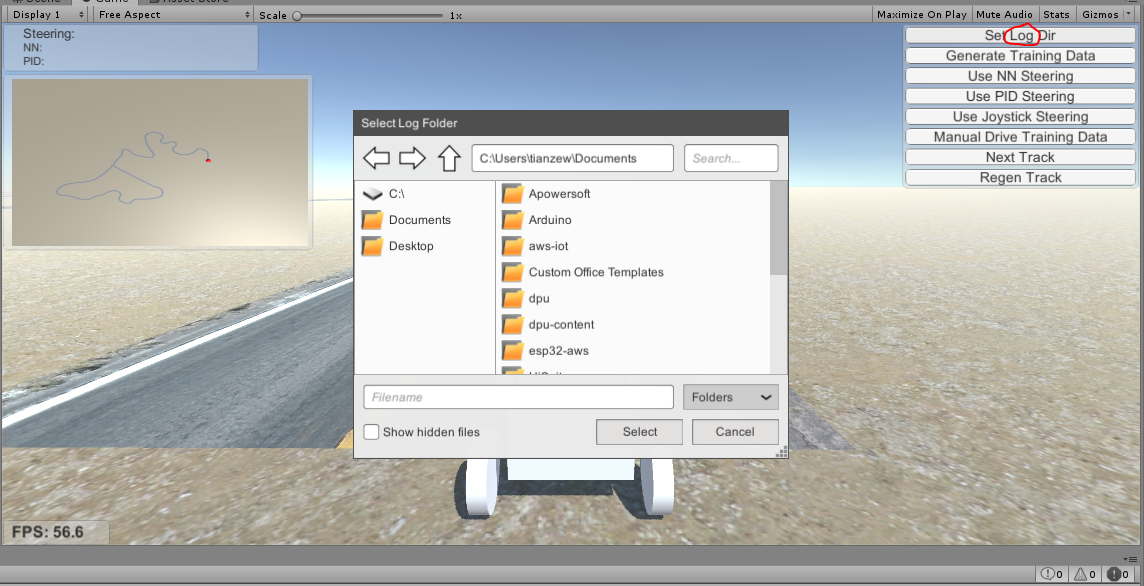 Scene Game Asset Store
Display 1 Free Aspect Scale 1x Maximize On Play Mute Audio Stats Gizmos
Steering:
NN:
PID:
Set Log Dir
Generate Training Data
Use NN Steering
Use PID Steering
Use Joystick Steering
Manual Drive Training Data
Next Track
Regen Track
Select Log Folder
C:\Users\tianzew\Documents Search...
C:\
Documents
Desktop
Apowersoft
Arduino
aws-iot
Custom Office Templates
dpu
dpu-content
esp32-aws
Filename Folders
Show hidden files Select Cancel
FPS: 56.6
0 0 0